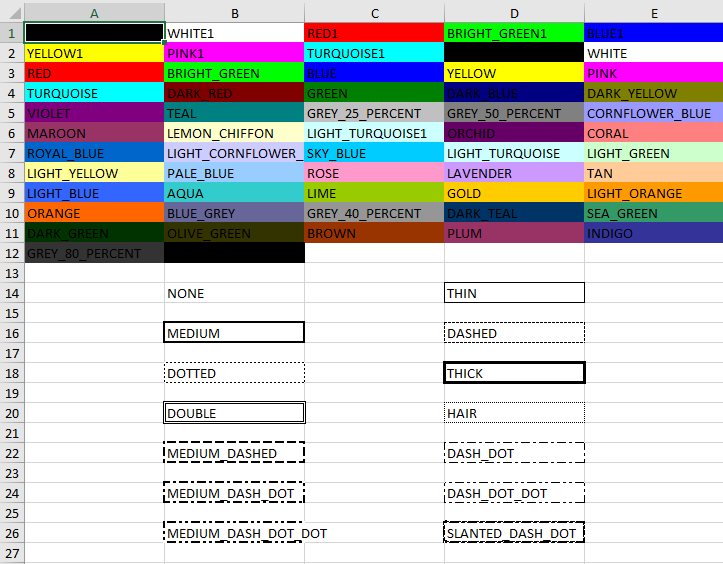 A B C D E
1 WHITE1 RED1 BRIGHT_GREEN1 BLUE1
2 YELLOW1 PINK1 TURQUOISE1 WHITE
3 RED BRIGHT_GREEN BLUE YELLOW PINK
4 TURQUOISE DARK_RED GREEN DARK_BLUE DARK_YELLOW
5 VIOLET TEAL GREY_25_PERCENT GREY_50_PERCENT CORNFLOWER_BLUE
6 MAROON LEMON_CHIFFON LIGHT_TURQUOISE1 ORCHID CORAL
7 ROYAL_BLUE LIGHT_CORNFLOWER_ SKY_BLUE LIGHT_TURQUOISE LIGHT_GREEN
8 LIGHT_YELLOW PALE_BLUE ROSE LAVENDER TAN
9 LIGHT_BLUE AQUA LIME GOLD LIGHT_ORANGE
10 ORANGE BLUE_GREY GREY_40_PERCENT DARK_TEAL SEA_GREEN
11 DARK_GREEN OLIVE_GREEN BROWN PLUM INDIGO
12 GREY_80_PERCENT
13
14 NONE THIN
15
16 MEDIUM DASHED
17
18 DOTTED THICK
19
20 DOUBLE HAIR
21
22 MEDIUM_DASHED DASH_DOT
23
24 MEDIUM_DASH_DOT DASH_DOT_DOT
25
26 MEDIUM_DASH_DOT_DOT SLANTED_DASH_DOT
27